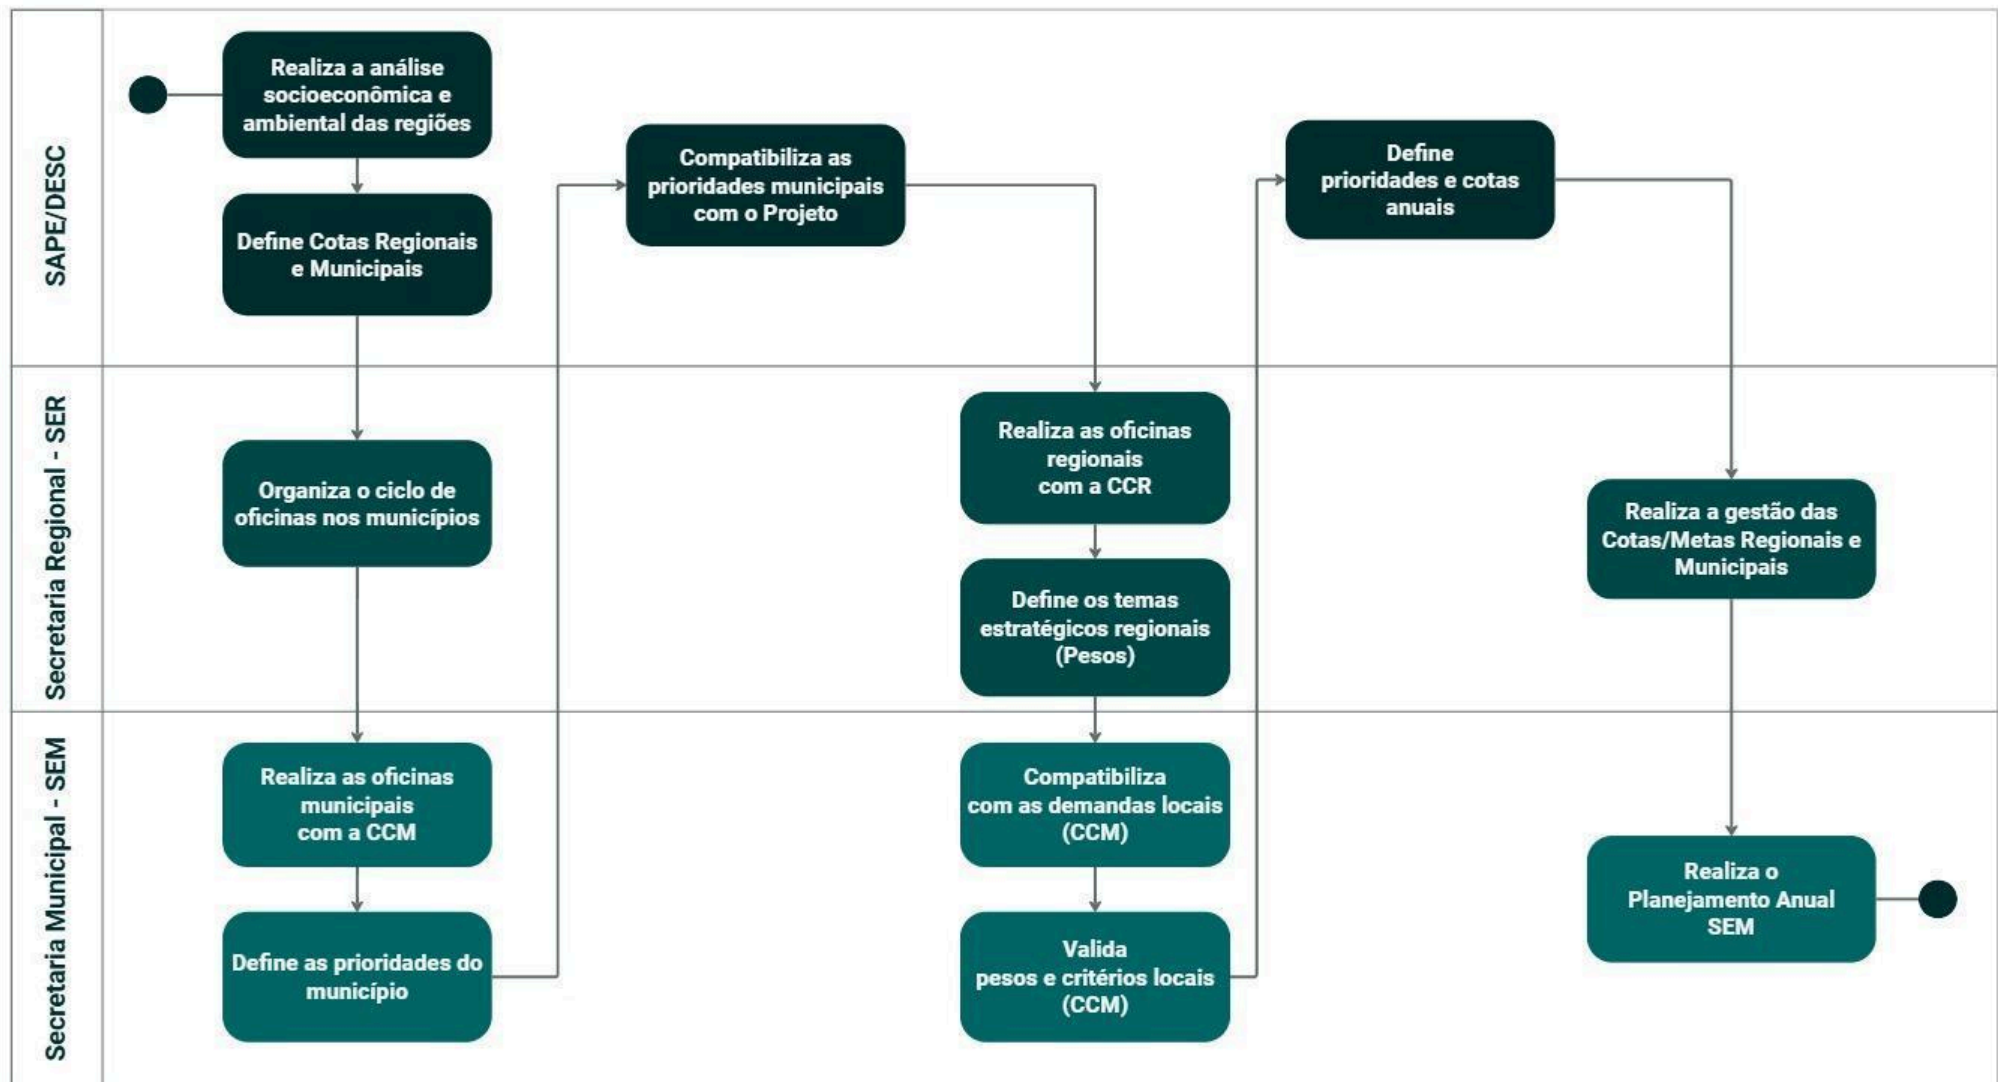 SAPE/DESC
Realiza a análise
socioeconômica e
ambiental das regiões
Define Cotas Regionais
e Municipais
Compatibiliza as
prioridades municipais
com o Projeto
Define
prioridades e cotas
anuais
Secretaria Regional - SER
Organiza o ciclo de
oficinas nos municípios
Realiza as oficinas
regionais
com a CCR
Define os temas
estratégicos regionais
(Pesos)
Realiza a gestão das
Cotas/Metas Regionais e
Municipais
Secretaria Municipal - SEM
Realiza as oficinas
municipais
com a CCM
Define as prioridades do
município
Compatibiliza
com as demandas locais
(CCM)
Valida
pesos e critérios locais
(CCM)
Realiza o
Planejamento Anual
SEM